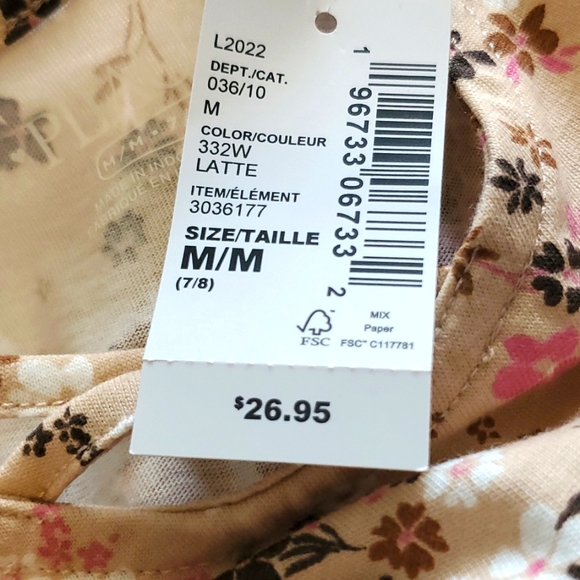 L2022
DEPT./CAT.
036/10
M
COLOR/COULEUR
332W
LATTE
ITEM/ÉLÉMENT
3036177
SIZE/TAILLE
M/M
(7/8)
1 96733 06733 2
FSC
MIX
Paper
FSC™ C117781
$26.95
P
M/M
MADE IN